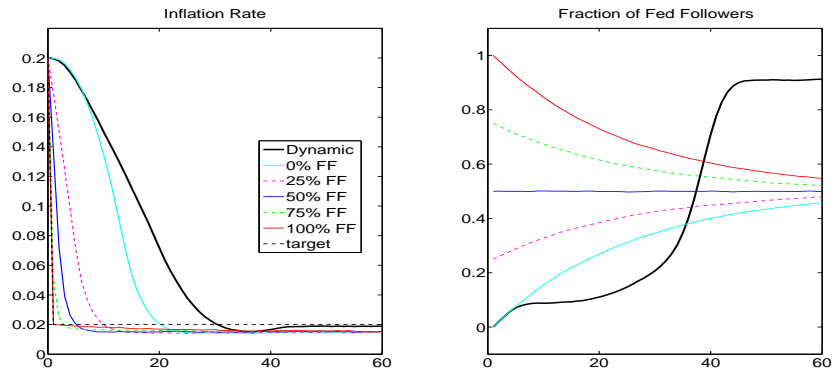 Inflation Rate
0.2
0.18
0.16
0.14
0.12
0.1
0.08
0.06
0.04
0.02
0
0 20 40 60
Dynamic
0% FF
25% FF
50% FF
75% FF
100% FF
target
Fraction of Fed Followers
1
0.8
0.6
0.4
0.2
0
0 20 40 60